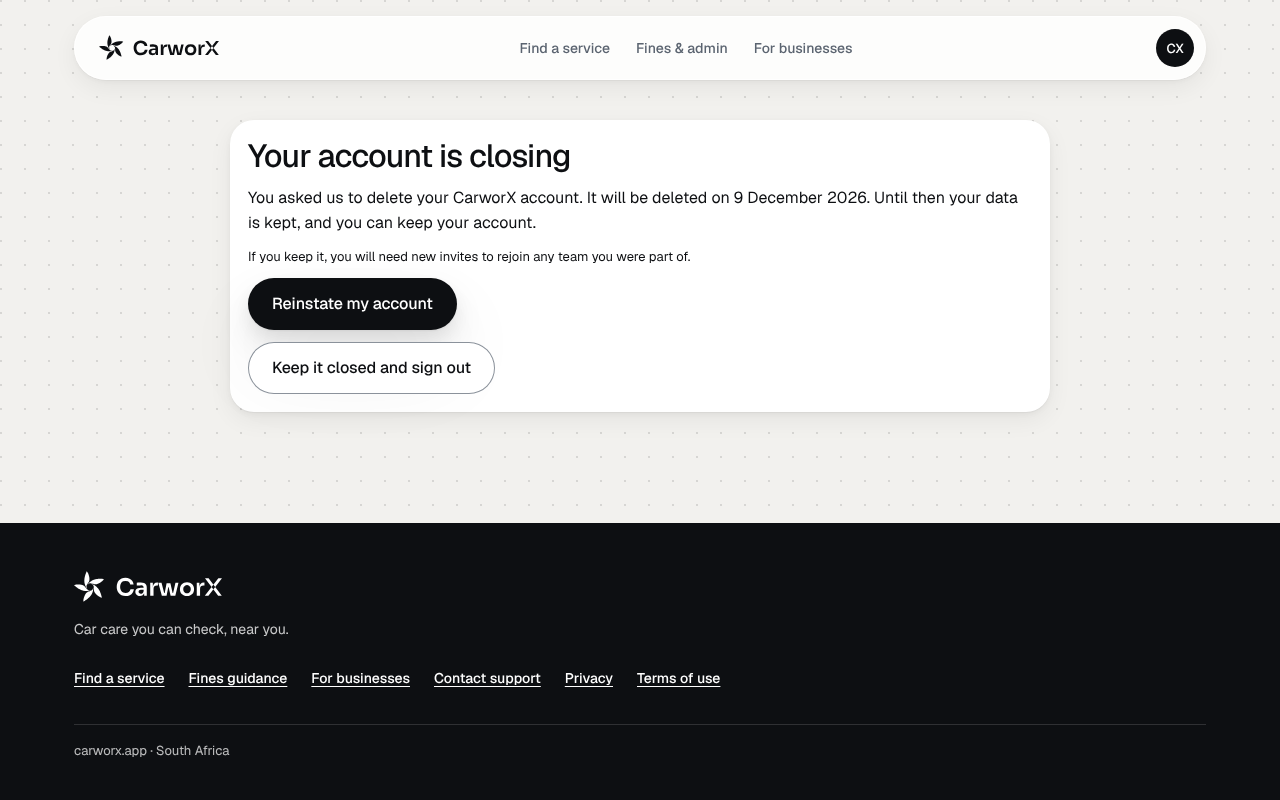 CarworX
Find a service
Fines & admin
For businesses
CX
Your account is closing
You asked us to delete your CarworX account. It will be deleted on 9 December 2026. Until then your data
is kept, and you can keep your account.
If you keep it, you will need new invites to rejoin any team you were part of.
Reinstate my account
Keep it closed and sign out
CarworX
Car care you can check, near you.
Find a service
Fines guidance
For businesses
Contact support
Privacy
Terms of use
carworx.app · South Africa